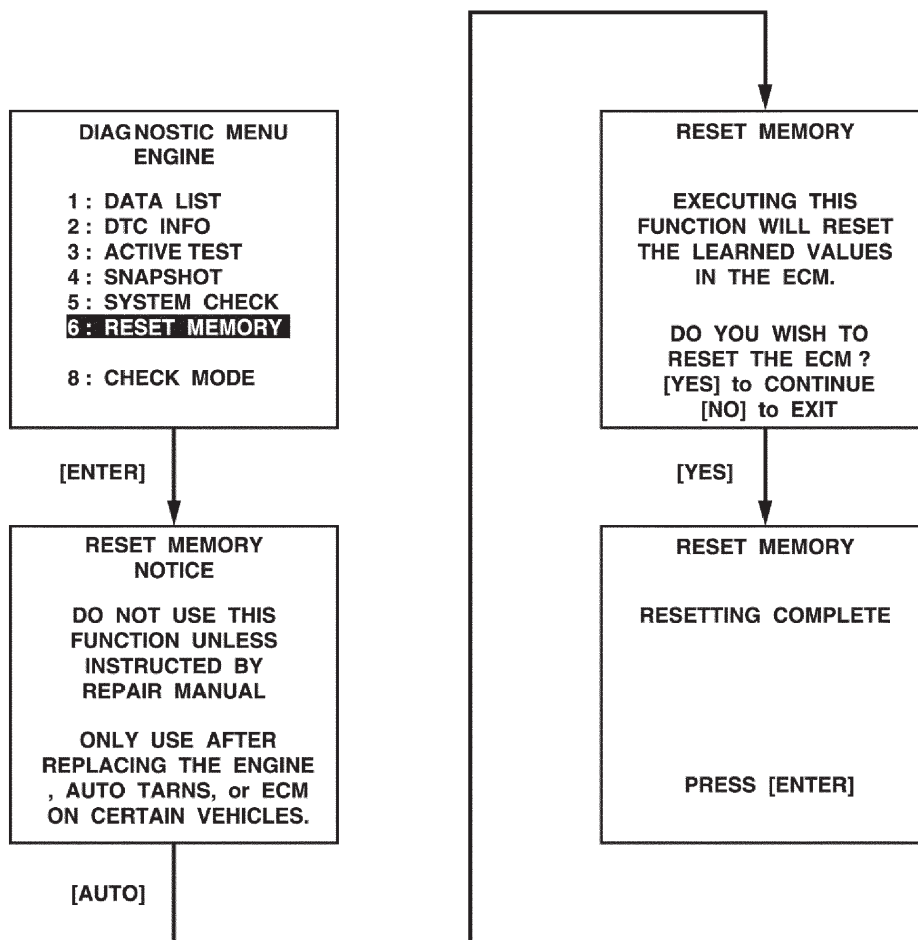 DIAGNOSTIC MENU
ENGINE
1 : DATA LIST
2 : DTC INFO
3 : ACTIVE TEST
4 : SNAPSHOT
5 : SYSTEM CHECK
6 : RESET MEMORY
8 : CHECK MODE
[ENTER]
RESET MEMORY
NOTICE
DO NOT USE THIS
FUNCTION UNLESS
INSTRUCTED BY
REPAIR MANUAL
ONLY USE AFTER
REPLACING THE ENGINE
, AUTO TARNS, or ECM
ON CERTAIN VEHICLES.
[AUTO]
RESET MEMORY
EXECUTING THIS
FUNCTION WILL RESET
THE LEARNED VALUES
IN THE ECM.
DO YOU WISH TO
RESET THE ECM ?
[YES] to CONTINUE
[NO] to EXIT
[YES]
RESET MEMORY
RESETTING COMPLETE
PRESS [ENTER]